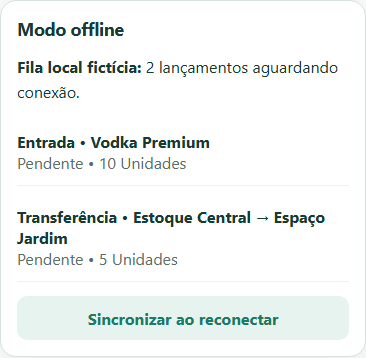 Modo offline
Fila local fictícia: 2 lançamentos aguardando
conexão.
Entrada • Vodka Premium
Pendente • 10 Unidades
Transferência • Estoque Central → Espaço
Jardim
Pendente • 5 Unidades
Sincronizar ao reconectar